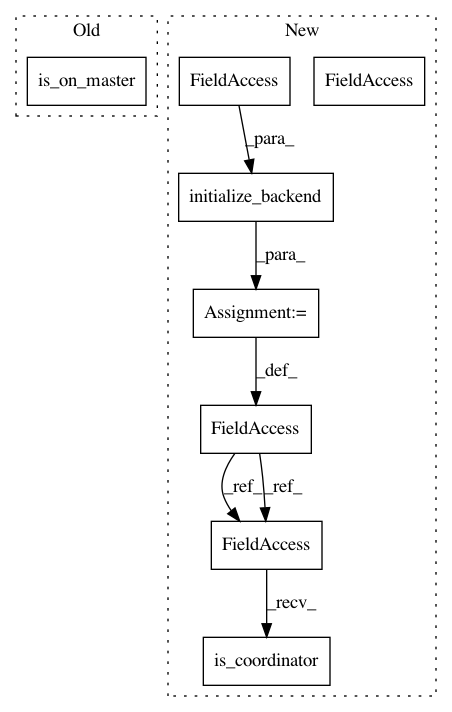 Old
New
is_on_master
FieldAccess
FieldAccess
_para_
initialize_backend
_para_
Assignment:=
_def_
FieldAccess
_ref_
_ref_
FieldAccess
_recv_
is_coordinator